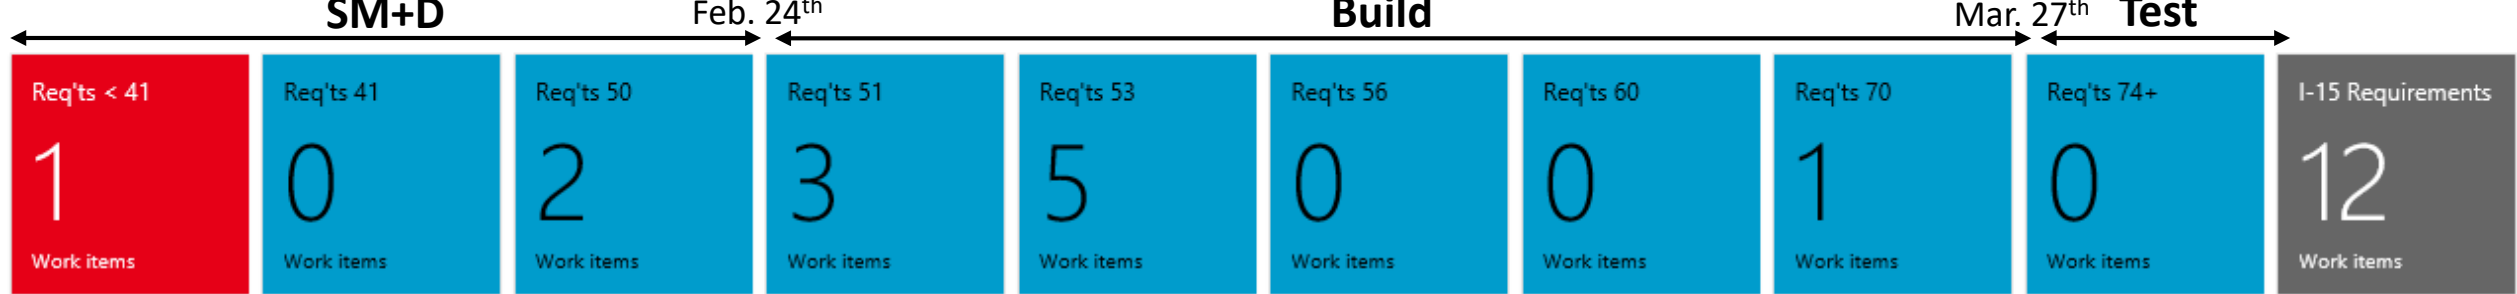 SM+D Feb. 24th Build Mar. 27th Test
Req'ts < 41 Req'ts 41 Req'ts 50 Req'ts 51 Req'ts 53 Req'ts 56 Req'ts 60 Req'ts 70 Req'ts 74+ I-15 Requirements
1 0 2 3 5 0 0 1 0 12
Work items Work items Work items Work items Work items Work items Work items Work items Work items Work items